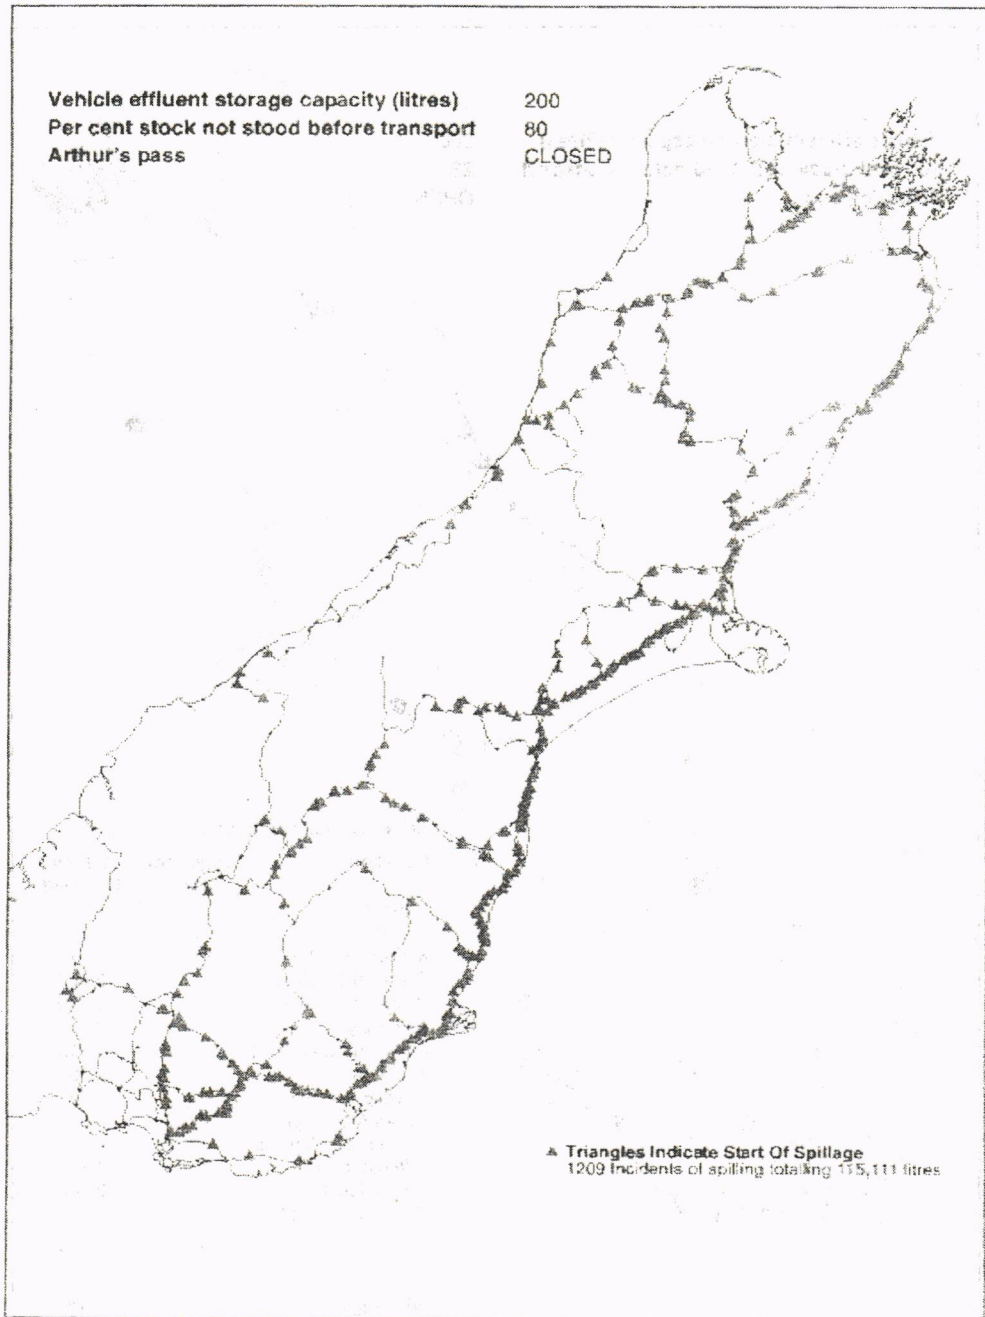 Vehicle effluent storage capacity (litres) 200
Per cent stock not stood before transport 80
Arthur's pass CLOSED
▲ Triangles Indicate Start Of Spillage
1209 Incidents of spilling totalling 115,111 litres